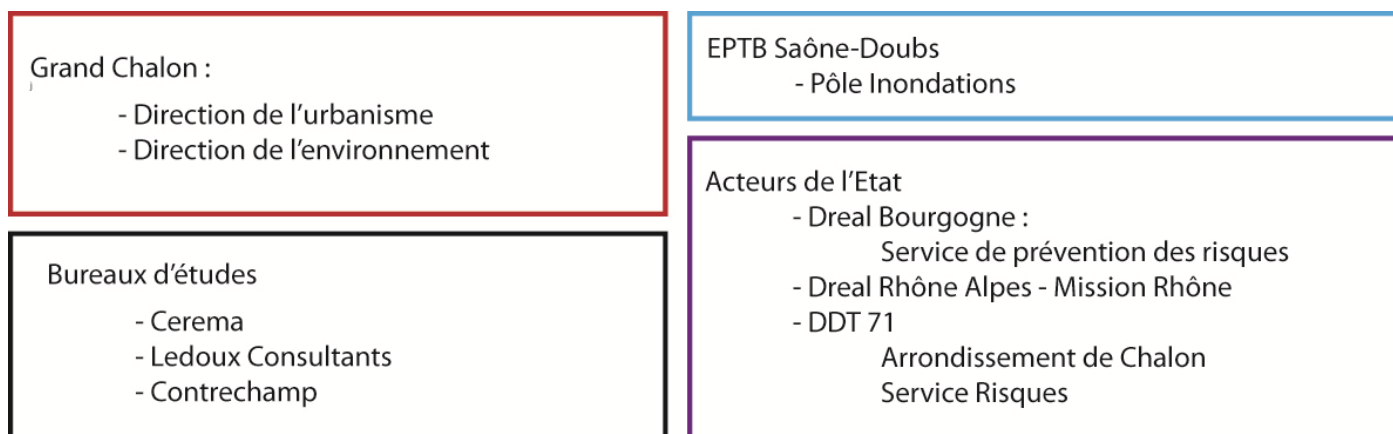 Grand Chalon :
- Direction de l'urbanisme
- Direction de l'environnement
Bureaux d'études
- Cerema
- Ledoux Consultants
- Contrechamp
EPTB Saône-Doubs
- Pôle Inondations
Acteurs de l'Etat
- Dreal Bourgogne :
Service de prévention des risques
- Dreal Rhône Alpes - Mission Rhône
- DDT 71
Arrondissement de Chalon
Service Risques